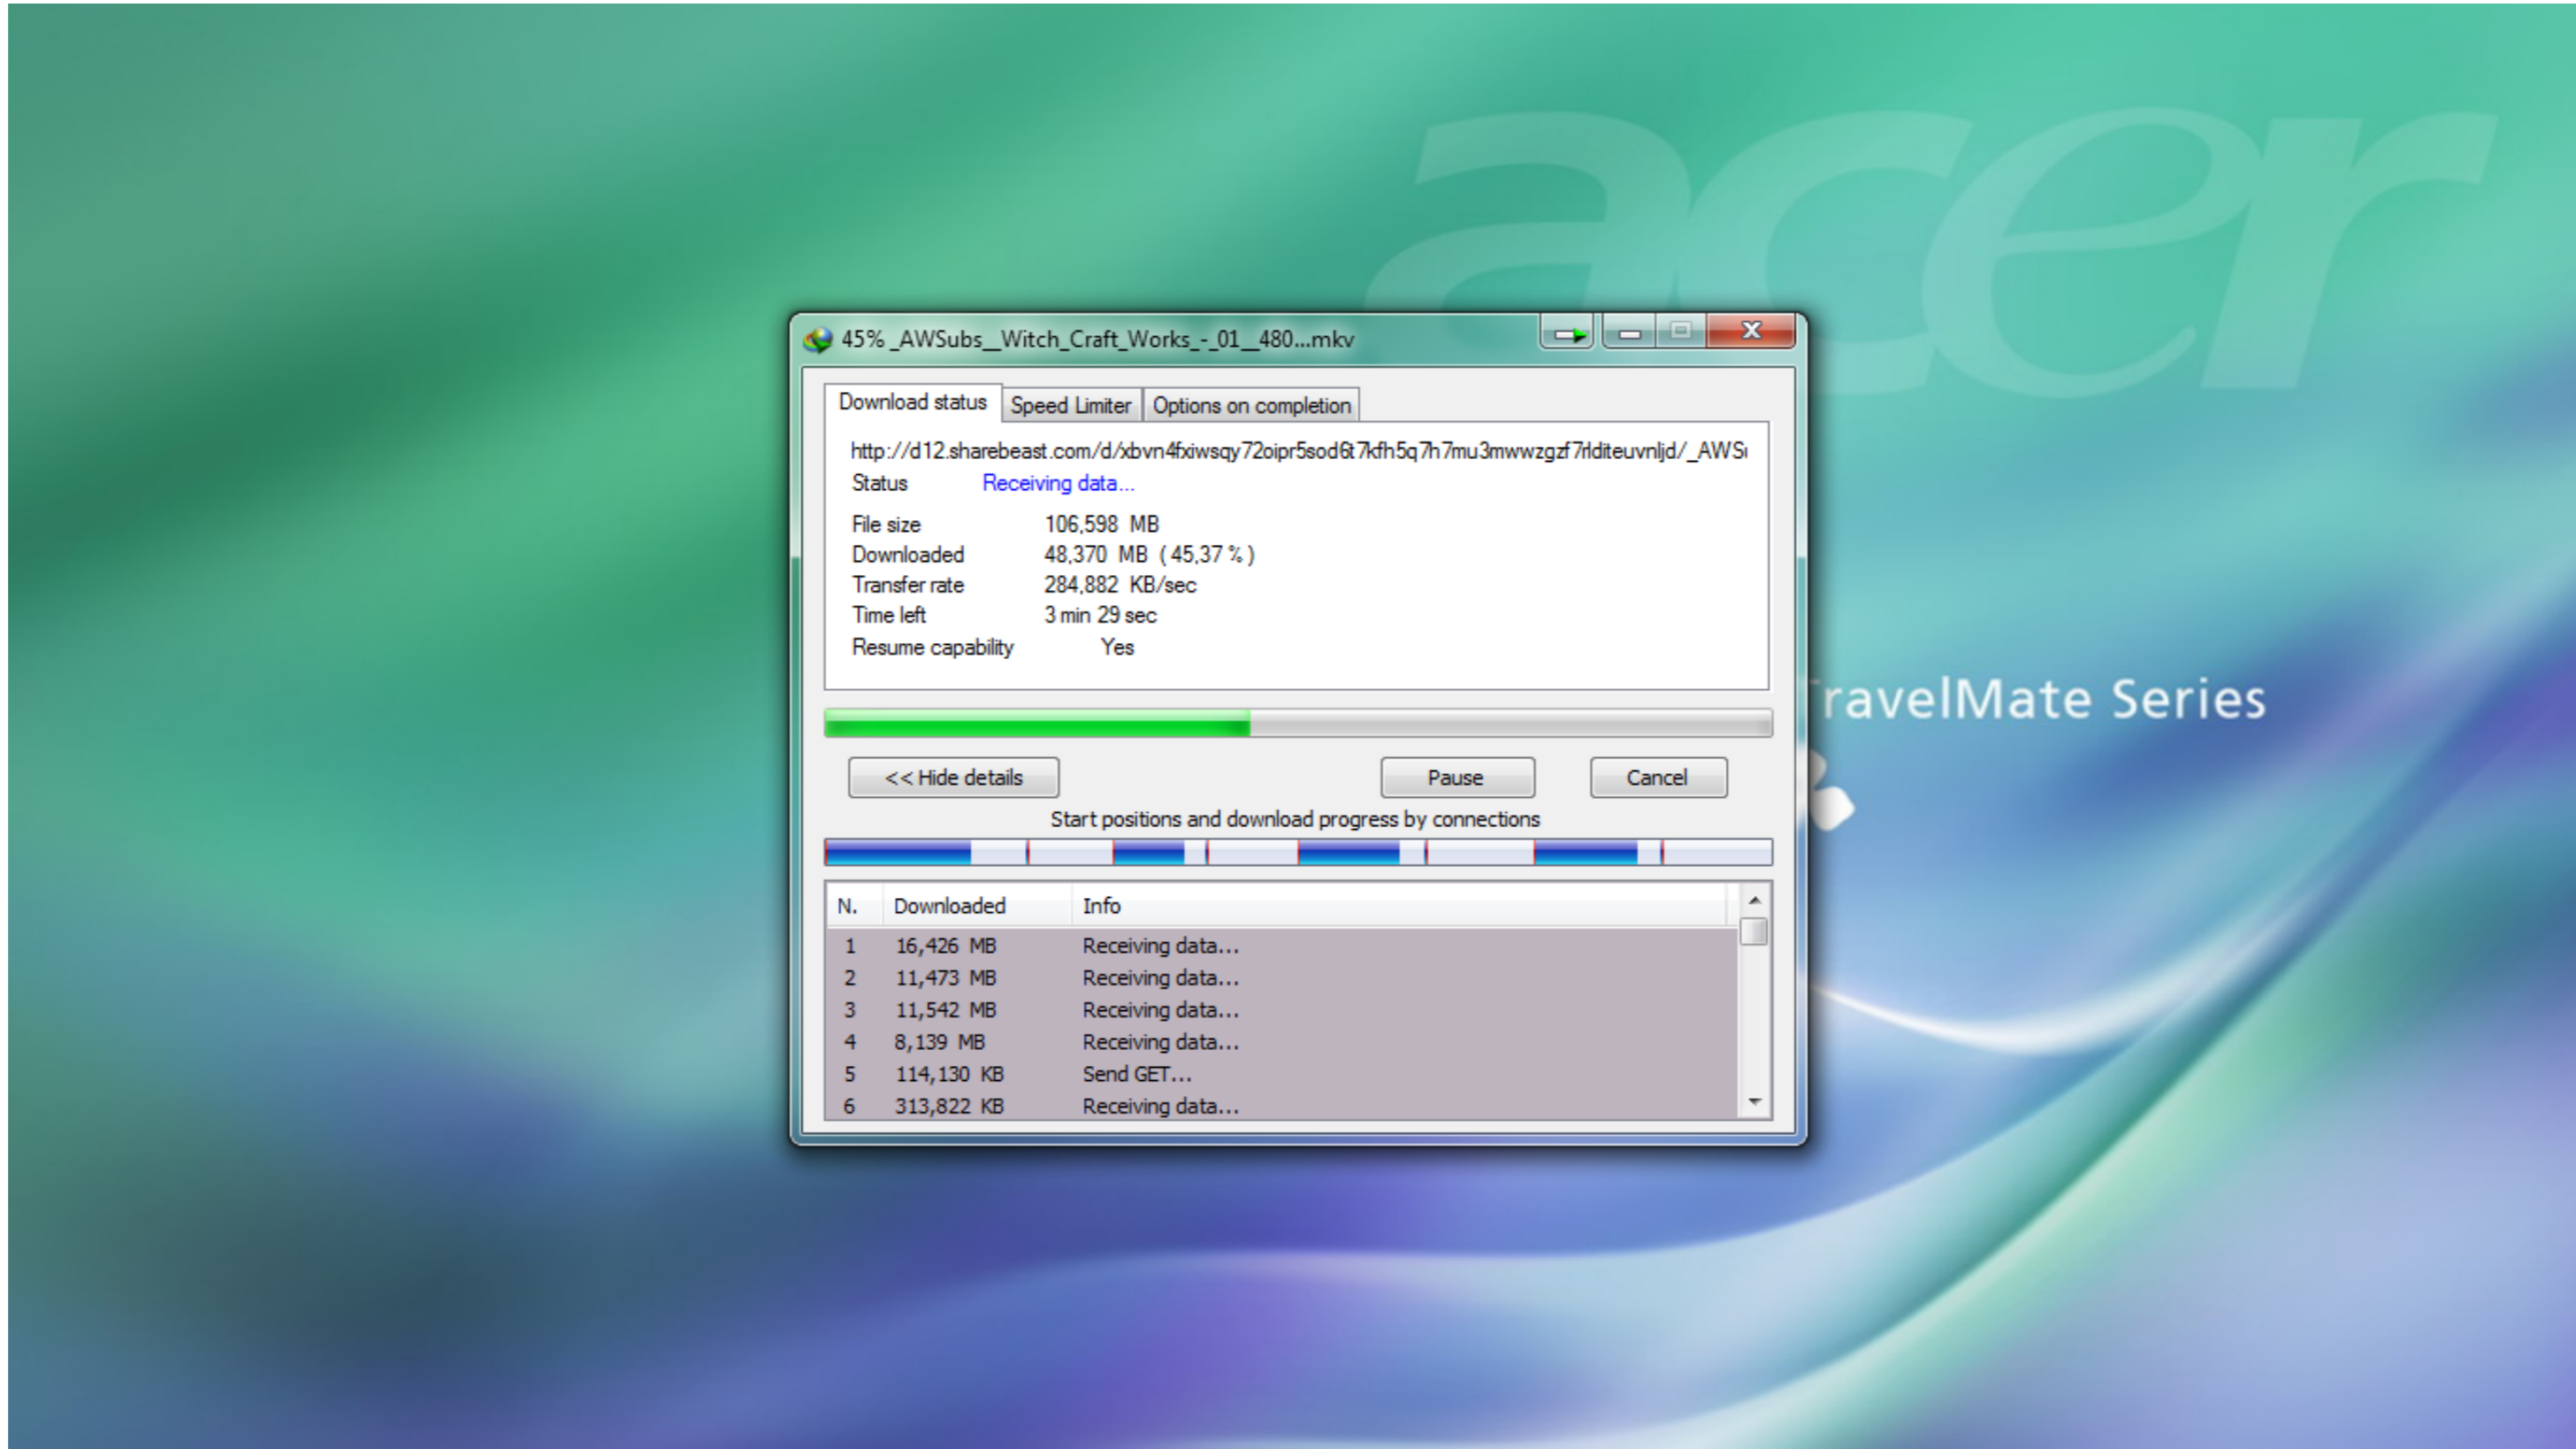 acer
45% _AWSubs__Witch_Craft_Works_-_01__480...mkv
Download status
Speed Limiter
Options on completion
http://d12.sharebeast.com/d/
Status Receiving data...
File size 106,598 MB
Downloaded 48,370 MB ( 45,37 % )
Transfer rate 284,882 KB/sec
Time left 3 min 29 sec
Resume capability Yes
ravelMate Series
<< Hide details
Pause
Cancel
Start positions and download progress by connections
N. Downloaded Info
1 16,426 MB Receiving data...
2 11,473 MB Receiving data...
3 11,542 MB Receiving data...
4 8,139 MB Receiving data...
5 114,130 KB Send GET...
6 313,822 KB Receiving data...